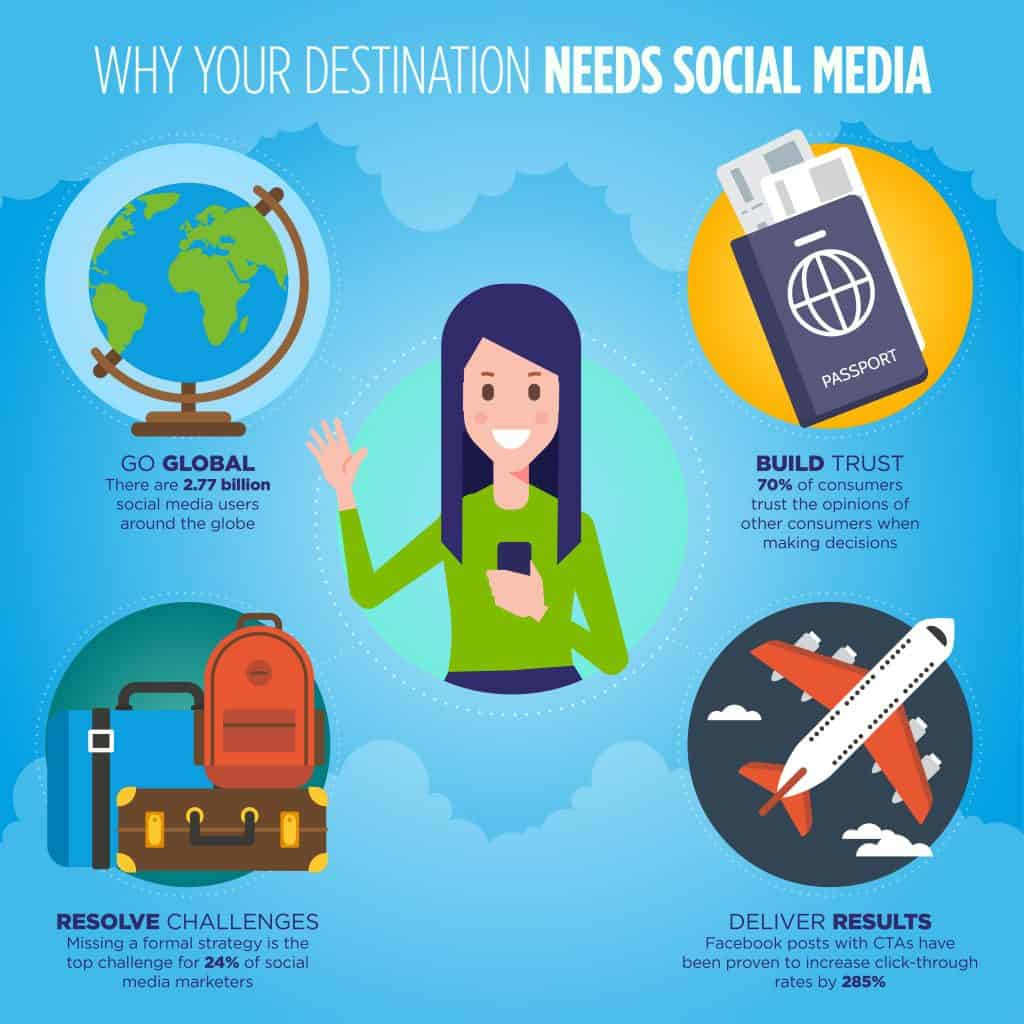 WHY YOUR DESTINATION NEEDS SOCIAL MEDIA
GO GLOBAL
There are 2.77 billion
social media users
around the globe
PASSPORT
BUILD TRUST
70% of consumers
trust the opinions of
other consumers when
making decisions
RESOLVE CHALLENGES
Missing a formal strategy is the
top challenge for 24% of social
media marketers
DELIVER RESULTS
Facebook posts with CTAs have
been proven to increase click-through
rates by 285%